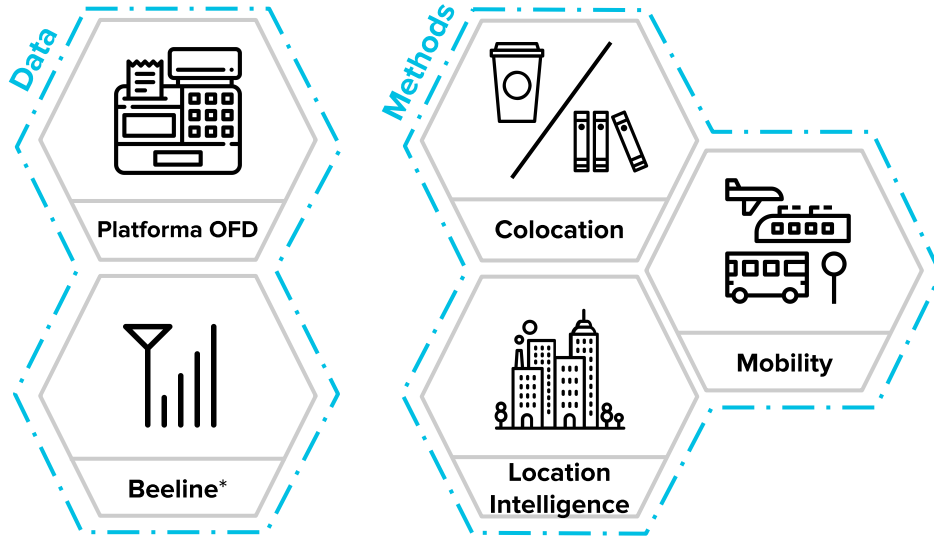 Data
Platforma OFD
Beeline*
Methods
Colocation
Mobility
Location
Intelligence